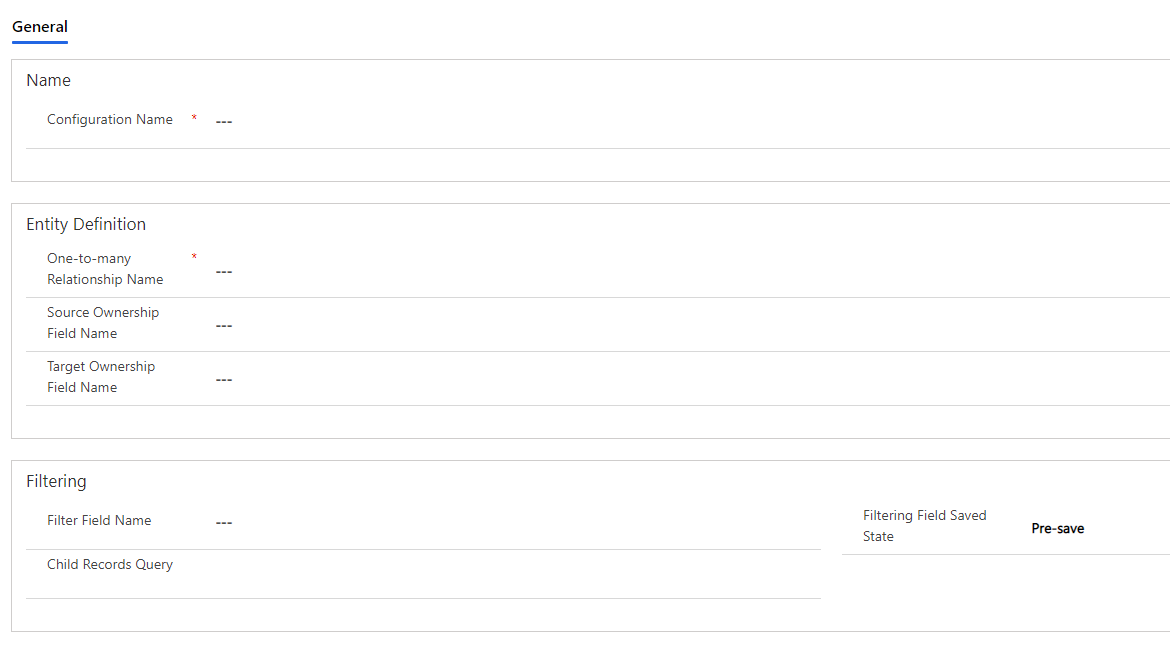 General
Name
Configuration Name * ---
Entity Definition
One-to-many * 
Relationship Name ---
Source Ownership
Field Name ---
Target Ownership
Field Name ---
Filtering
Filter Field Name ---
Filtering Field Saved
State Pre-save
Child Records Query